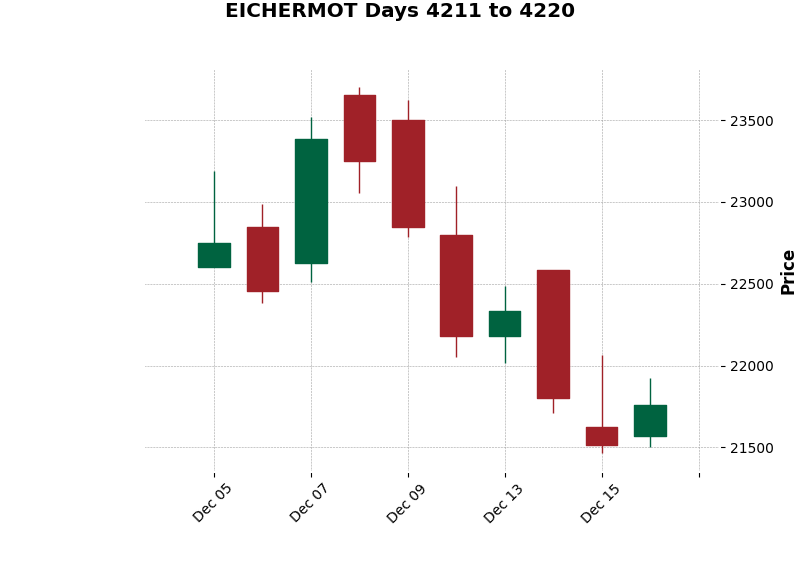 EICHERMOT Days 4211 to 4220
23500
23000
22500
22000
21500
Price
Dec 05
Dec 07
Dec 09
Dec 13
Dec 15